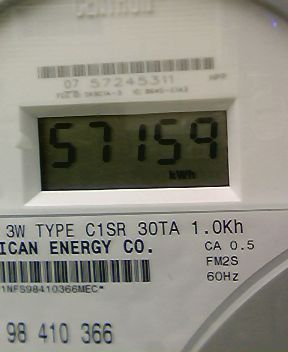 CENTRON
07 57245311
57159
kWh
3W TYPE C1SR 30TA 1.0Kh
ICAN ENERGY CO.
CA 0.5
FM2S
60Hz
98 410 366